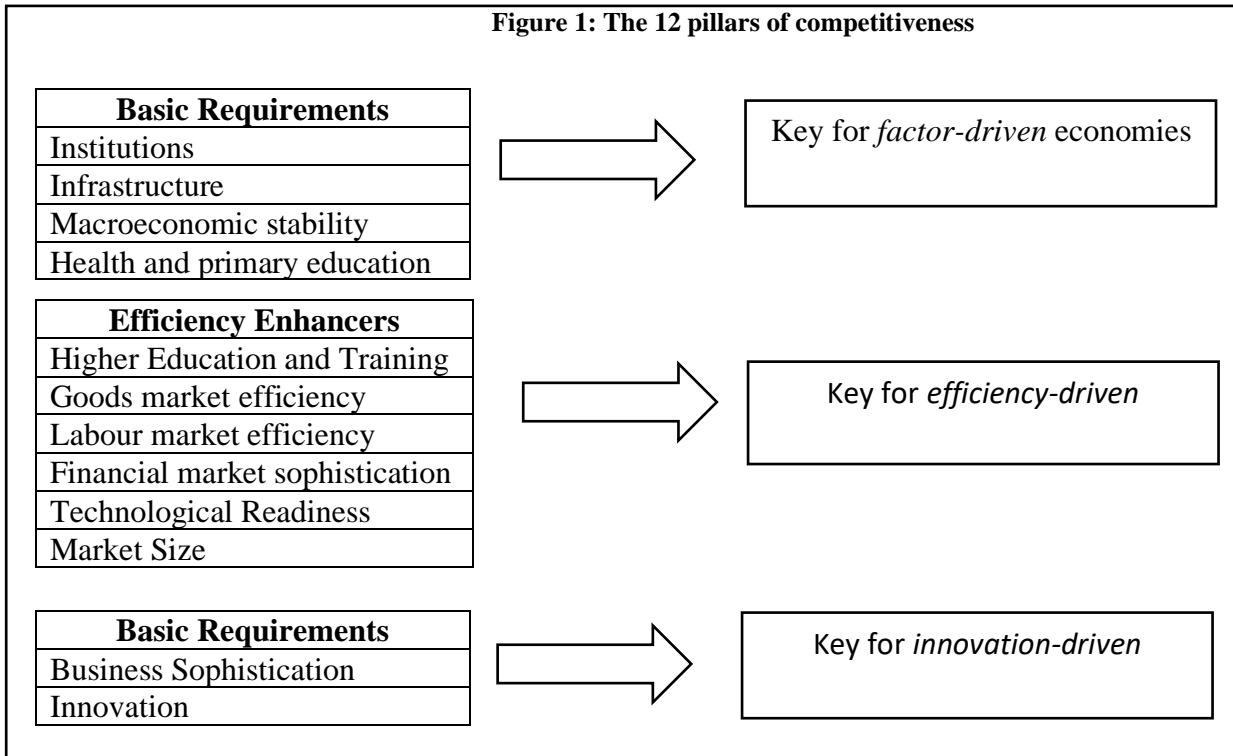 Figure 1: The 12 pillars of competitiveness
Basic Requirements
Institutions
Infrastructure
Macroeconomic stability
Health and primary education
Key for factor-driven economies
Efficiency Enhancers
Higher Education and Training
Goods market efficiency
Labour market efficiency
Financial market sophistication
Technological Readiness
Market Size
Key for efficiency-driven
Basic Requirements
Business Sophistication
Innovation
Key for innovation-driven